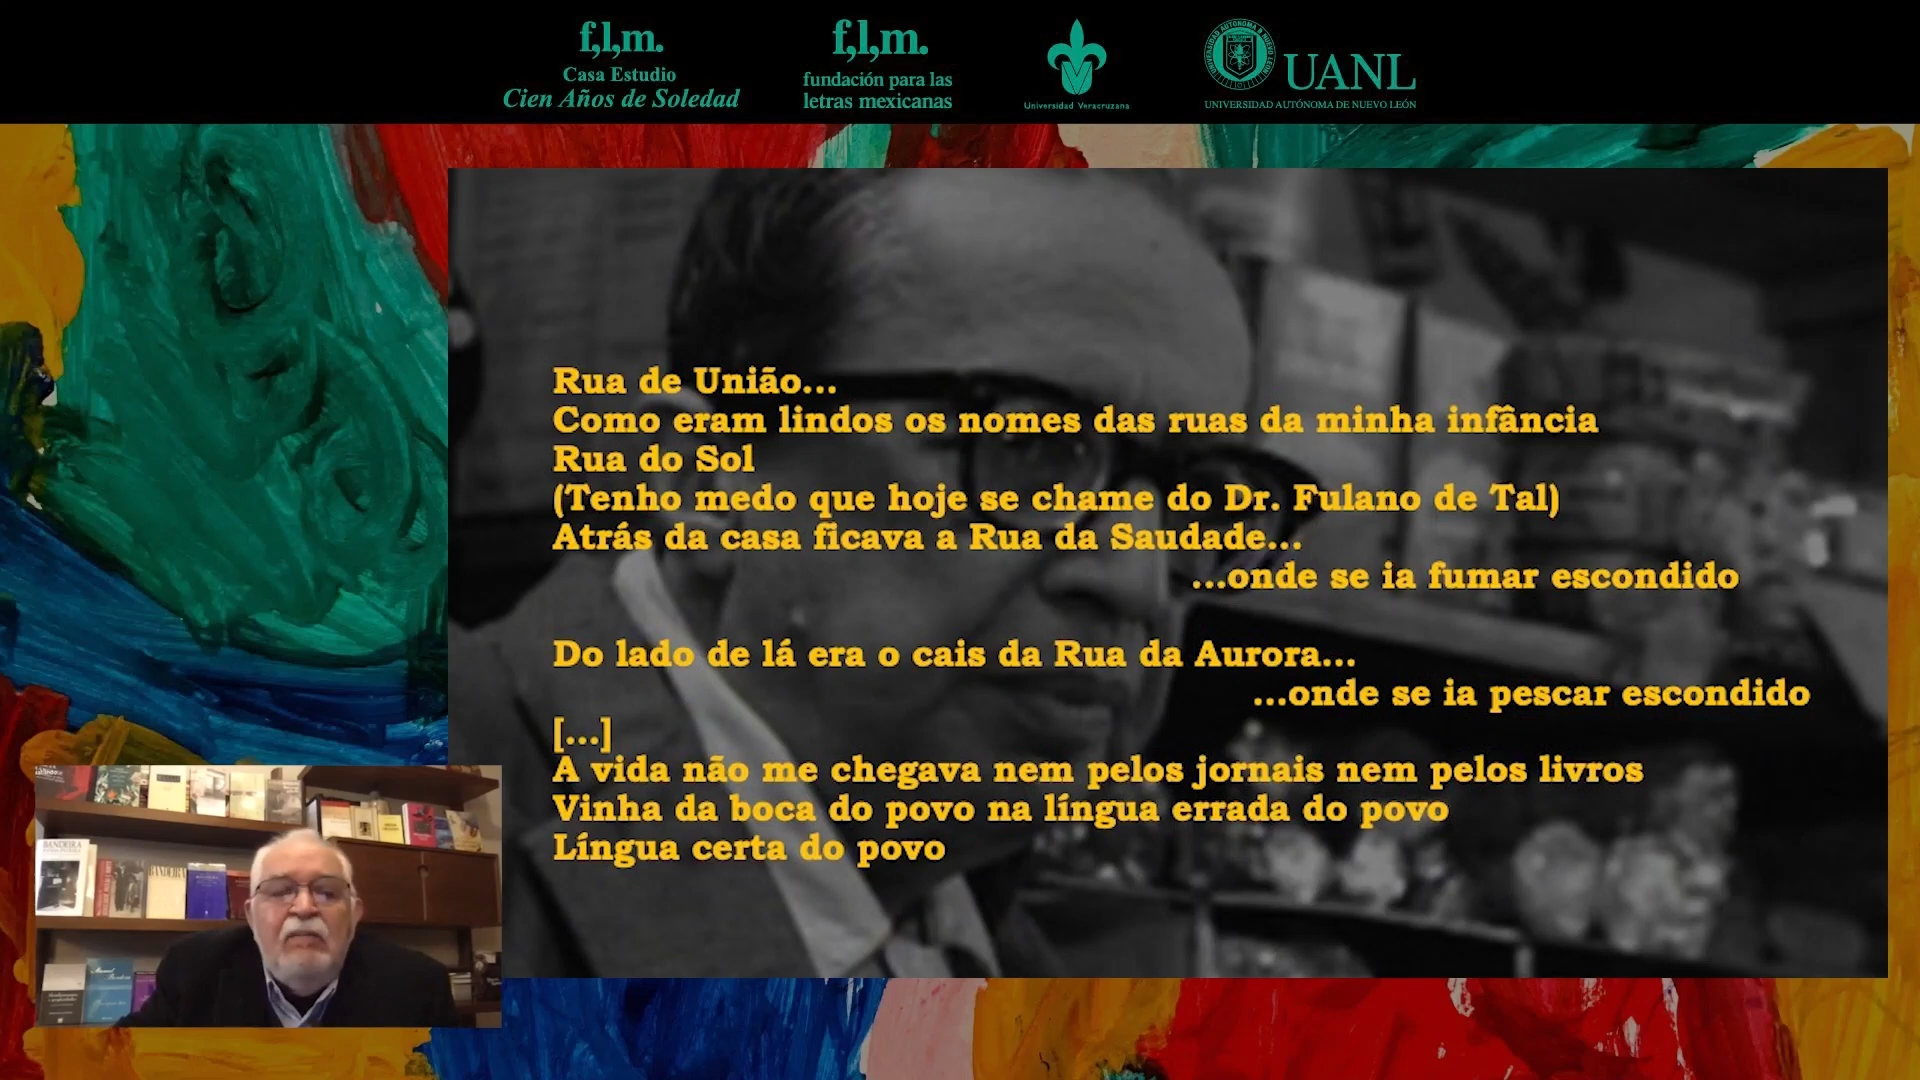 f,l,m.
Casa Estudio
Cien Años de Soledad
f,l,m.
fundación para las
letras mexicanas
Universidad Veracruzana
UANL
UNIVERSIDAD AUTÓNOMA DE NUEVO LEÓN
Rua de União...
Como eram lindos os nomes das ruas da minha infância
Rua do Sol
(Tenho medo que hoje se chame do Dr. Fulano de Tal)
Atrás da casa ficava a Rua da Saudade...
...onde se ia fumar escondido
Do lado de lá era o cais da Rua da Aurora...
...onde se ia pescar escondido
[...]
A vida não me chegava nem pelos jornais nem pelos livros
Vinha da boca do povo na língua errada do povo
Língua certa do povo
BANDEIRA
BANDEIRA